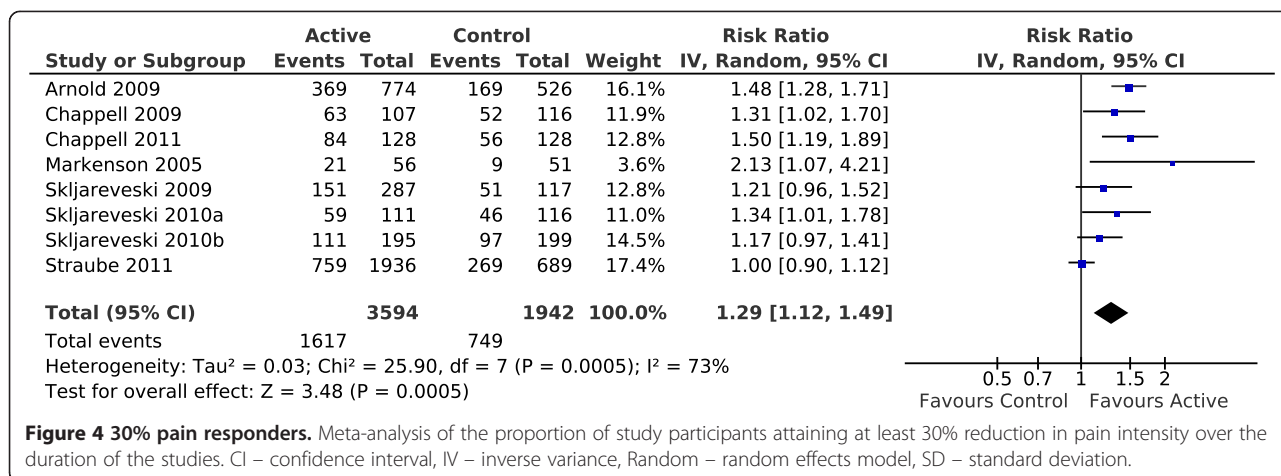 Active Control Risk Ratio Risk Ratio
Study or Subgroup Events Total Events Total Weight IV, Random, 95% CI IV, Random, 95% CI
Arnold 2009 369 774 169 526 16.1% 1.48 [1.28, 1.71]
Chappell 2009 63 107 52 116 11.9% 1.31 [1.02, 1.70]
Chappell 2011 84 128 56 128 12.8% 1.50 [1.19, 1.89]
Markenson 2005 21 56 9 51 3.6% 2.13 [1.07, 4.21]
Skljareveski 2009 151 287 51 117 12.8% 1.21 [0.96, 1.52]
Skljareveski 2010a 59 111 46 116 11.0% 1.34 [1.01, 1.78]
Skljareveski 2010b 111 195 97 199 14.5% 1.17 [0.97, 1.41]
Straube 2011 759 1936 269 689 17.4% 1.00 [0.90, 1.12]
Total (95% CI) 3594 1942 100.0% 1.29 [1.12, 1.49]
Total events 1617 749
Heterogeneity: Tau² = 0.03; Chi² = 25.90, df = 7 (P = 0.0005); I² = 73%
Test for overall effect: Z = 3.48 (P = 0.0005)
0.5 0.7 1 1.5 2
Favours Control Favours Active
Figure 4 30% pain responders. Meta-analysis of the proportion of study participants attaining at least 30% reduction in pain intensity over the
duration of the studies. CI – confidence interval, IV – inverse variance, Random – random effects model, SD – standard deviation.